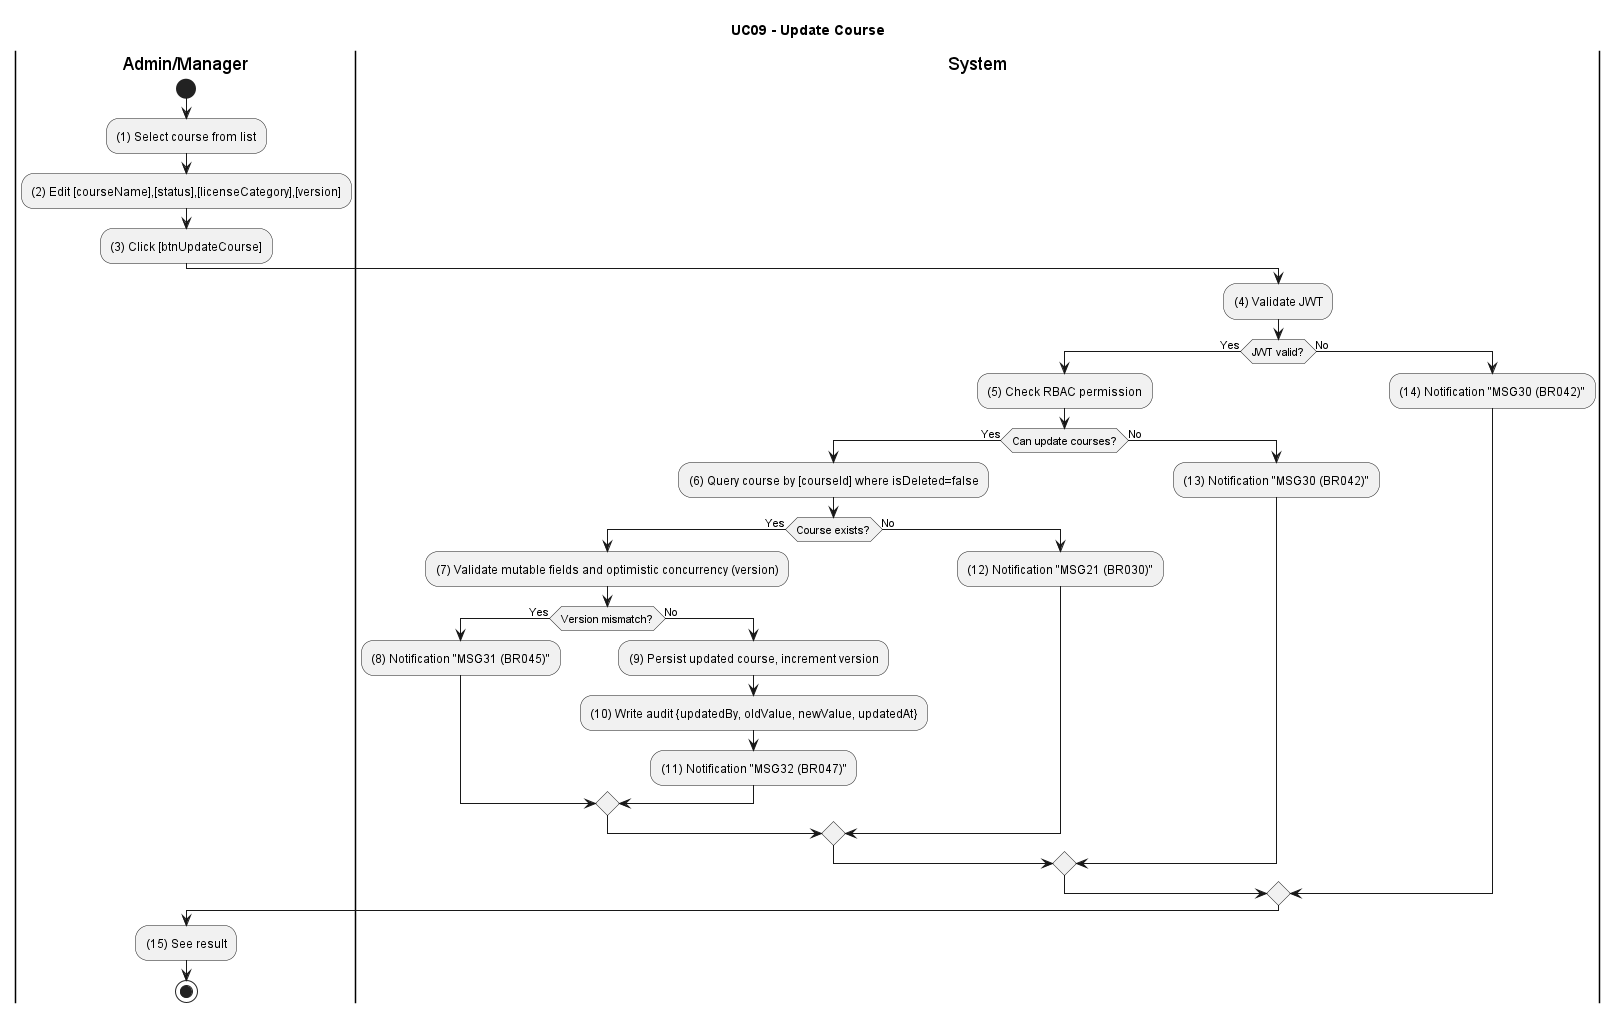 UC09 - Update Course
Admin/Manager
System
(1) Select course from list
(2) Edit [courseName],[status],[licenseCategory],[version]
(3) Click [btnUpdateCourse]
(4) Validate JWT
Yes
JWT valid?
No
(5) Check RBAC permission
(14) Notification "MSG30 (BR042)"
Yes
Can update courses?
No
(6) Query course by [courseId] where isDeleted=false
(13) Notification "MSG30 (BR042)"
Yes
Course exists?
No
(7) Validate mutable fields and optimistic concurrency (version)
(12) Notification "MSG21 (BR030)"
Yes
Version mismatch?
No
(8) Notification "MSG31 (BR045)"
(9) Persist updated course, increment version
(10) Write audit {updatedBy, oldValue, newValue, updatedAt}
(11) Notification "MSG32 (BR047)"
(15) See result